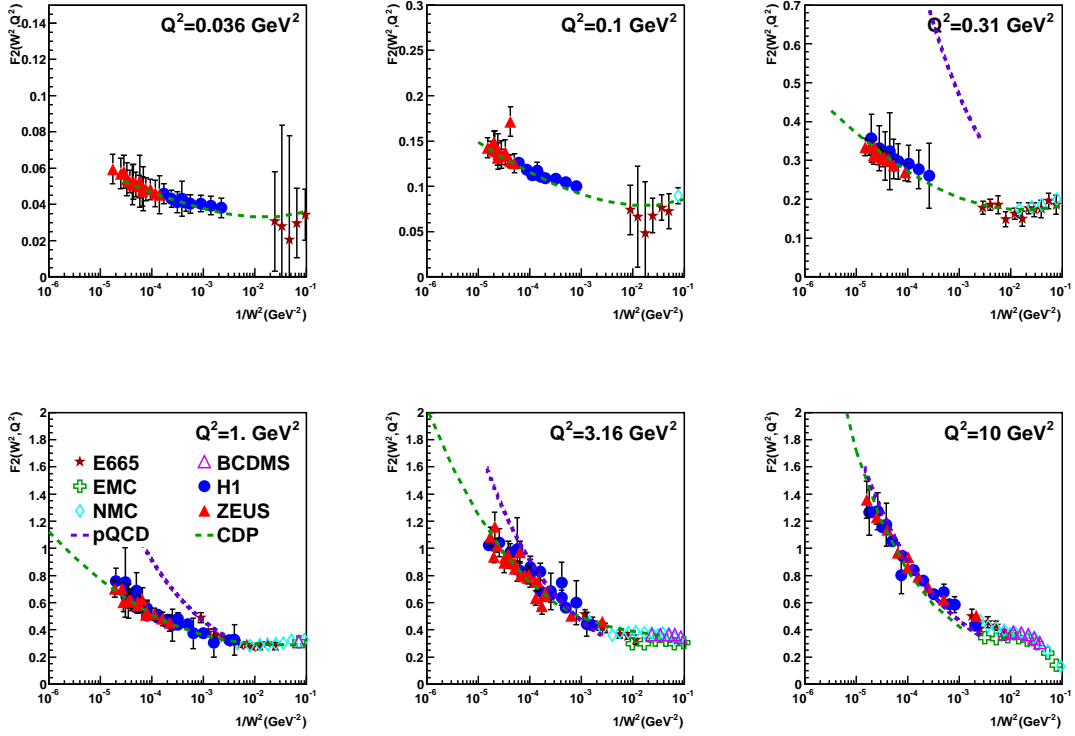 F2(W²,Q²)
Q²=0.036 GeV²
0.14
0.12
0.1
0.08
0.06
0.04
0.02
0
10⁻⁶ 10⁻⁵ 10⁻⁴ 10⁻³ 10⁻² 10⁻¹
1/W²(GeV⁻²)
F2(W²,Q²)
Q²=0.1 GeV²
0.3
0.25
0.2
0.15
0.1
0.05
0
10⁻⁶ 10⁻⁵ 10⁻⁴ 10⁻³ 10⁻² 10⁻¹
1/W²(GeV⁻²)
F2(W²,Q²)
Q²=0.31 GeV²
0.7
0.6
0.5
0.4
0.3
0.2
0.1
0
10⁻⁶ 10⁻⁵ 10⁻⁴ 10⁻³ 10⁻² 10⁻¹
1/W²(GeV⁻²)
F2(W²,Q²)
Q²=1. GeV²
2
1.8
1.6
1.4
1.2
1
0.8
0.6
0.4
0.2
0
E665 BCDMS
EMC H1
NMC ZEUS
pQCD CDP
10⁻⁶ 10⁻⁵ 10⁻⁴ 10⁻³ 10⁻² 10⁻¹
1/W²(GeV⁻²)
F2(W²,Q²)
Q²=3.16 GeV²
2
1.8
1.6
1.4
1.2
1
0.8
0.6
0.4
0.2
0
10⁻⁶ 10⁻⁵ 10⁻⁴ 10⁻³ 10⁻² 10⁻¹
1/W²(GeV⁻²)
F2(W²,Q²)
Q²=10 GeV²
2
1.8
1.6
1.4
1.2
1
0.8
0.6
0.4
0.2
0
10⁻⁶ 10⁻⁵ 10⁻⁴ 10⁻³ 10⁻² 10⁻¹
1/W²(GeV⁻²)